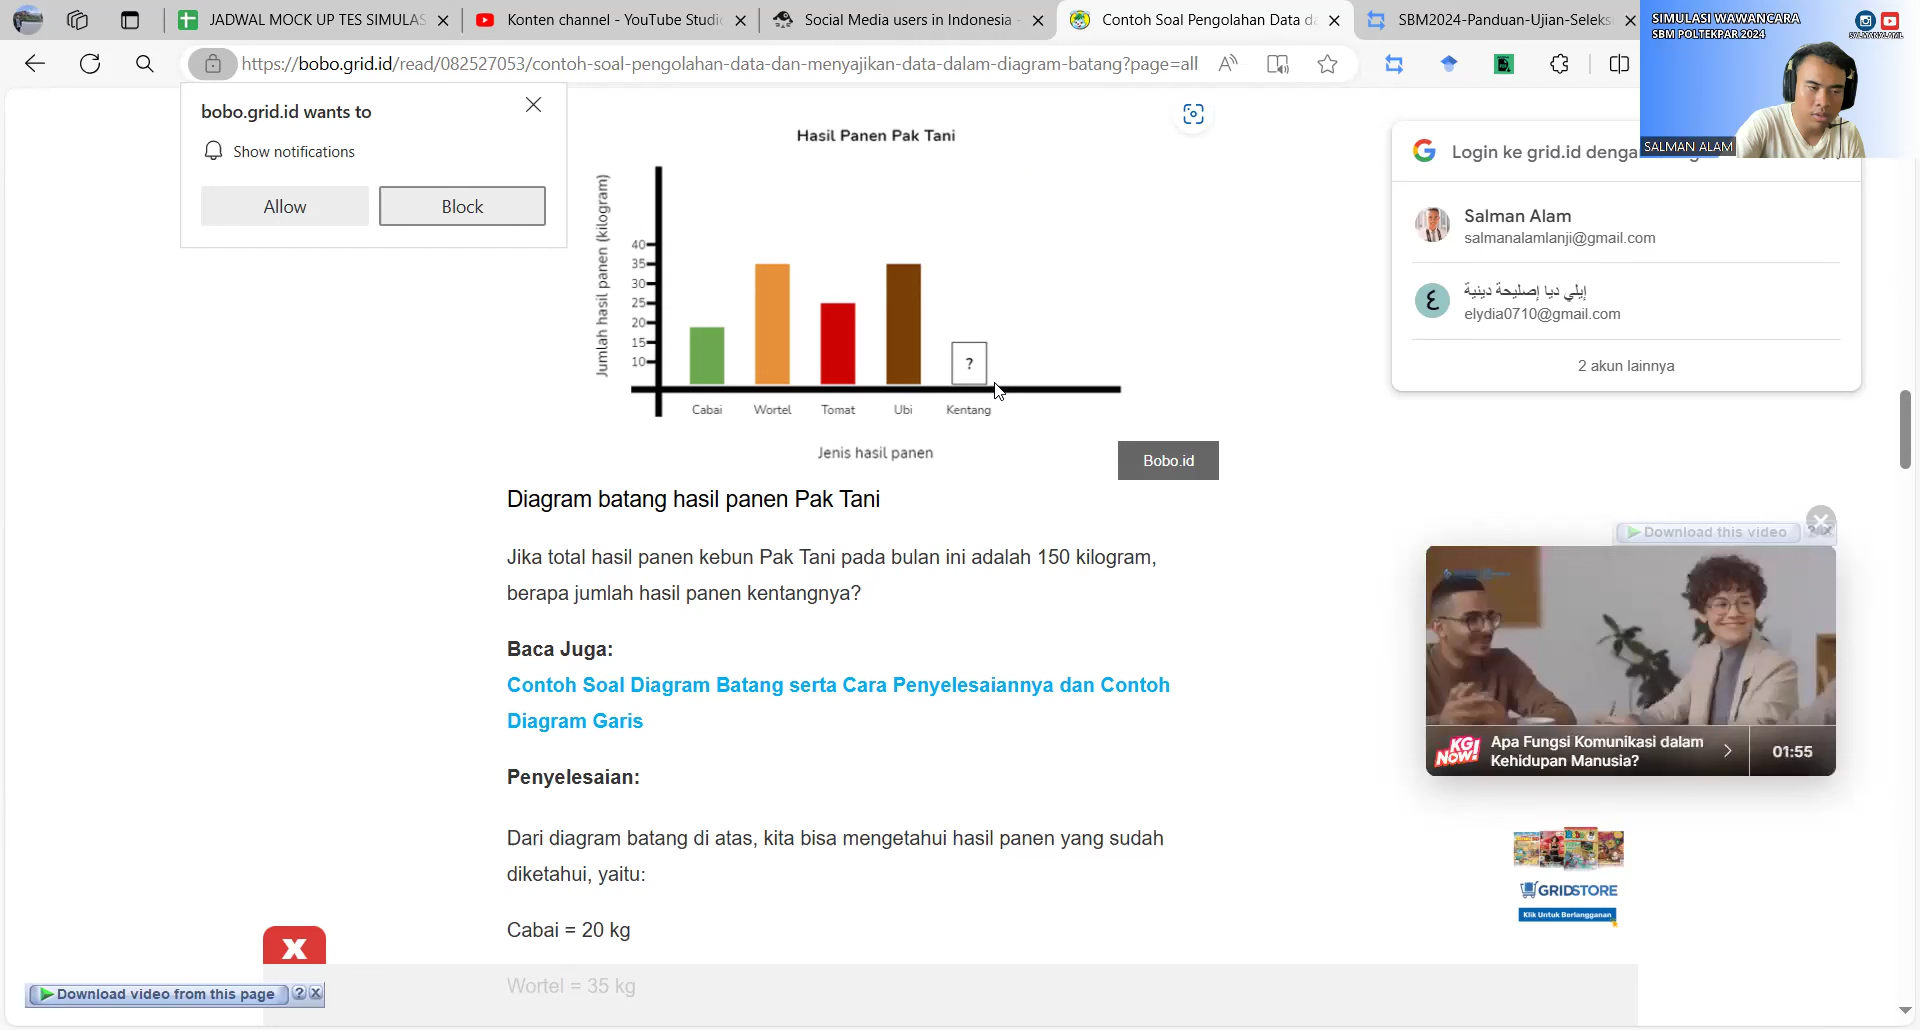 JADWAL MOCK UP TES SIMULAS
Konten channel - YouTube Studio
Social Media users in Indonesia -
Contoh Soal Pengolahan Data da
SBM2024-Panduan-Ujian-Seleksi
SIMULASI WAWANCARA
SBM POLTEKPAR 2024
SALMANALAML
SALMAN ALAM
https://bobo.grid.id/read/082527053/contoh-soal-pengolahan-data-dan-menyajikan-data-dalam-diagram-batang?page=all
bobo.grid.id wants to
Show notifications
Allow
Block
Hasil Panen Pak Tani
Jumlah hasil panen (kilogram)
40
35
30
25
20
15
10
?
Cabai Wortel Tomat Ubi Kentang
Jenis hasil panen
Bobo.id
Login ke grid.id denga
Salman Alam
salmanalamlanji@gmail.com
ع
إيلي ديا إصليحة دينية
elydia0710@gmail.com
2 akun lainnya
Diagram batang hasil panen Pak Tani
Jika total hasil panen kebun Pak Tani pada bulan ini adalah 150 kilogram,
berapa jumlah hasil panen kentangnya?
Baca Juga:
Contoh Soal Diagram Batang serta Cara Penyelesaiannya dan Contoh
Diagram Garis
Penyelesaian:
Dari diagram batang di atas, kita bisa mengetahui hasil panen yang sudah
diketahui, yaitu:
Cabai = 20 kg
Wortel = 35 kg
Download this video
KG NOW!
Apa Fungsi Komunikasi dalam
Kehidupan Manusia?
01:55
GRIDSTORE
Klik Untuk Berlangganan
X
Download video from this page